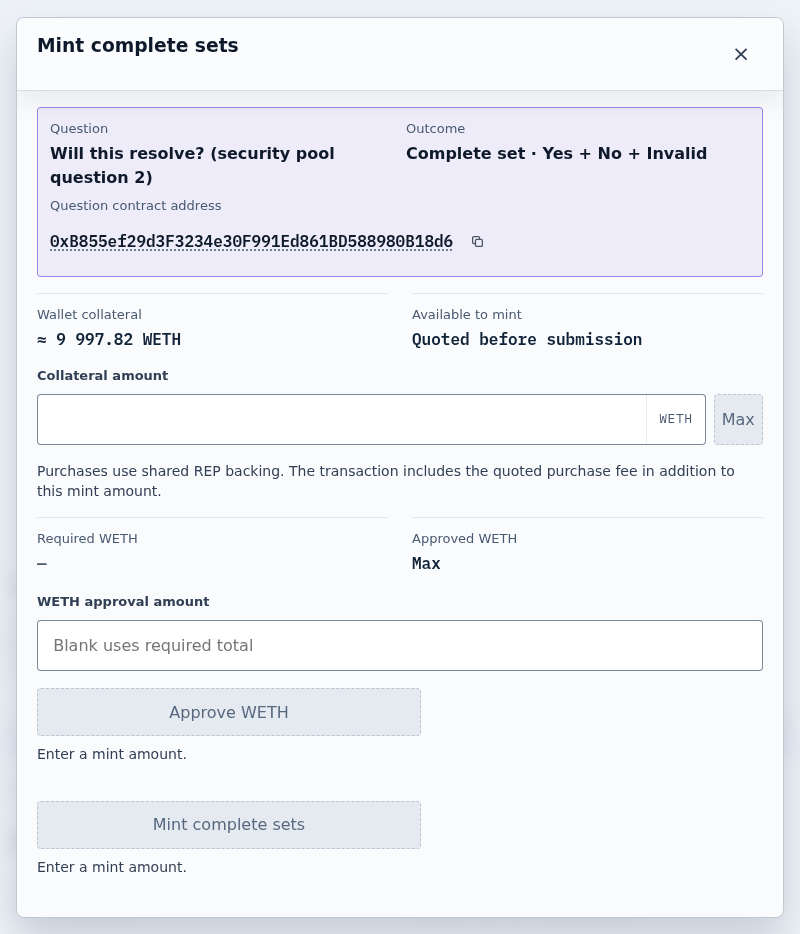 Mint complete sets
Question
Will this resolve? (security pool
question 2)
Outcome
Complete set · Yes + No + Invalid
Question contract address
0xB855ef29d3F3234e30F991Ed861BD588980B18d6
Wallet collateral
≈ 9 997.82 WETH
Available to mint
Quoted before submission
Collateral amount
WETH
Max
Purchases use shared REP backing. The transaction includes the quoted purchase fee in addition to
this mint amount.
Required WETH
—
Approved WETH
Max
WETH approval amount
Blank uses required total
Approve WETH
Enter a mint amount.
Mint complete sets
Enter a mint amount.